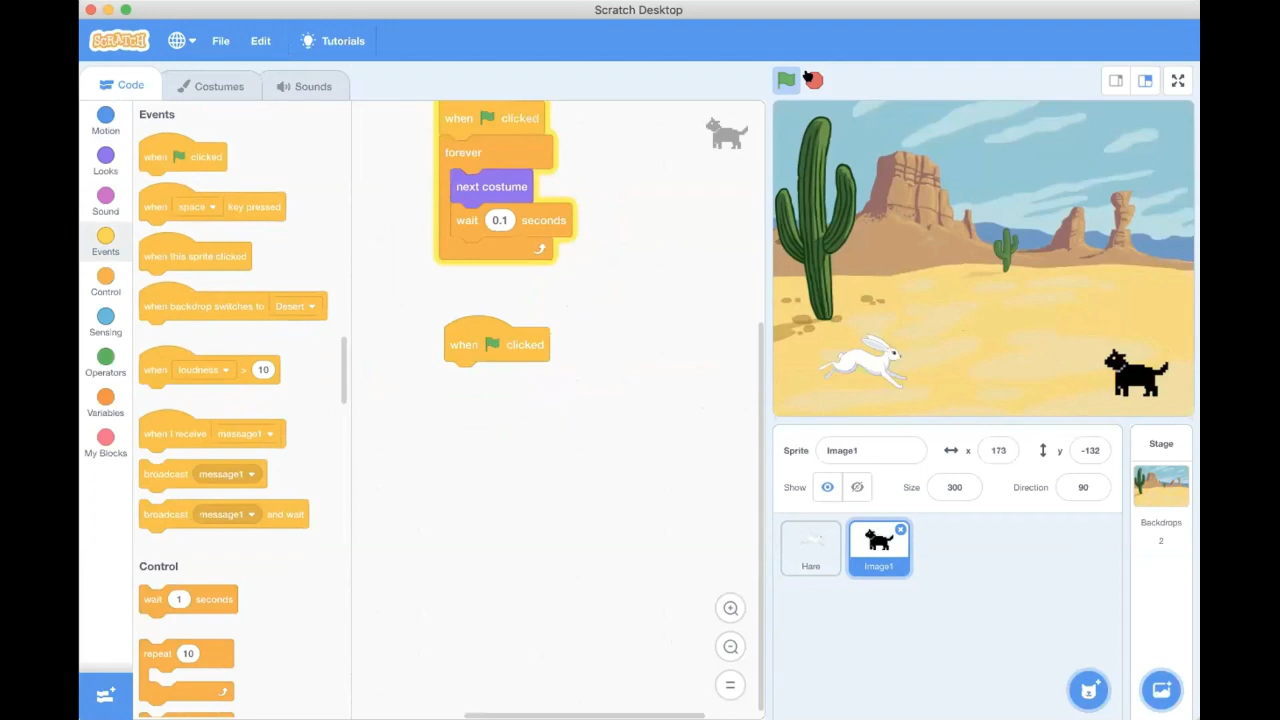 Scratch Desktop
SCRATCH File Edit Tutorials
Code Costumes Sounds
Motion
Looks
Sound
Events
Control
Sensing
Operators
Variables
My Blocks
Events
when clicked
when space key pressed
when this sprite clicked
when backdrop switches to Desert
when loudness > 10
when I receive message1
broadcast message1
broadcast message1 and wait
Control
wait 1 seconds
repeat 10
when clicked
forever
next costume
wait 0.1 seconds
when clicked
Sprite Image1 x 173 y -132
Show Size 300 Direction 90
Hare Image1
Stage
Backdrops
2